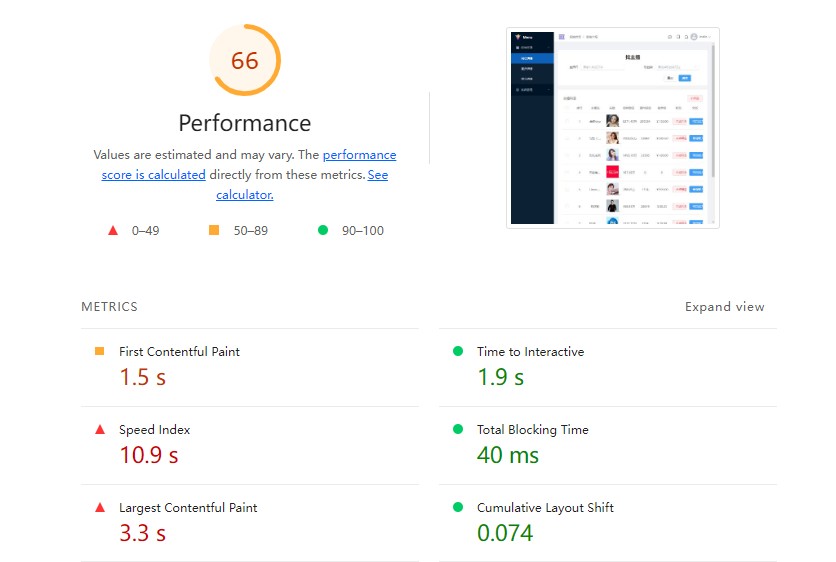 66
Performance
Values are estimated and may vary. The performance
score is calculated directly from these metrics. See
calculator.
0–49 50–89 90–100
METRICS Expand view
First Contentful Paint
1.5 s
Time to Interactive
1.9 s
Speed Index
10.9 s
Total Blocking Time
40 ms
Largest Contentful Paint
3.3 s
Cumulative Layout Shift
0.074